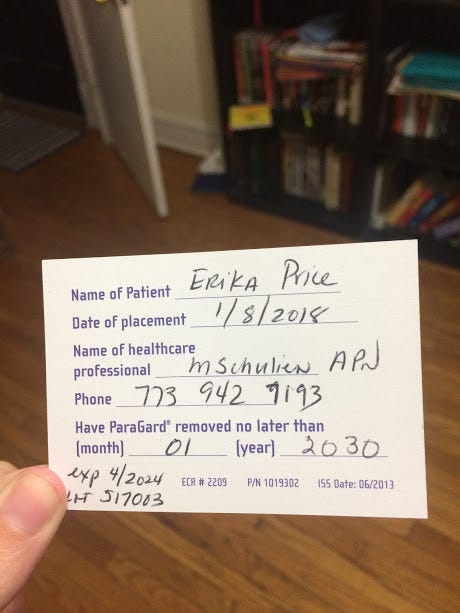 Name of Patient Erika Price
Date of placement 1/8/2018
Name of healthcare
professional MSchulien APN
Phone 773 942 9193
Have ParaGard® removed no later than
(month) 01 (year) 2030
exp 4/2024
LOT 517003
ECR # 2209 P/N 1019302 ISS Date: 06/2013